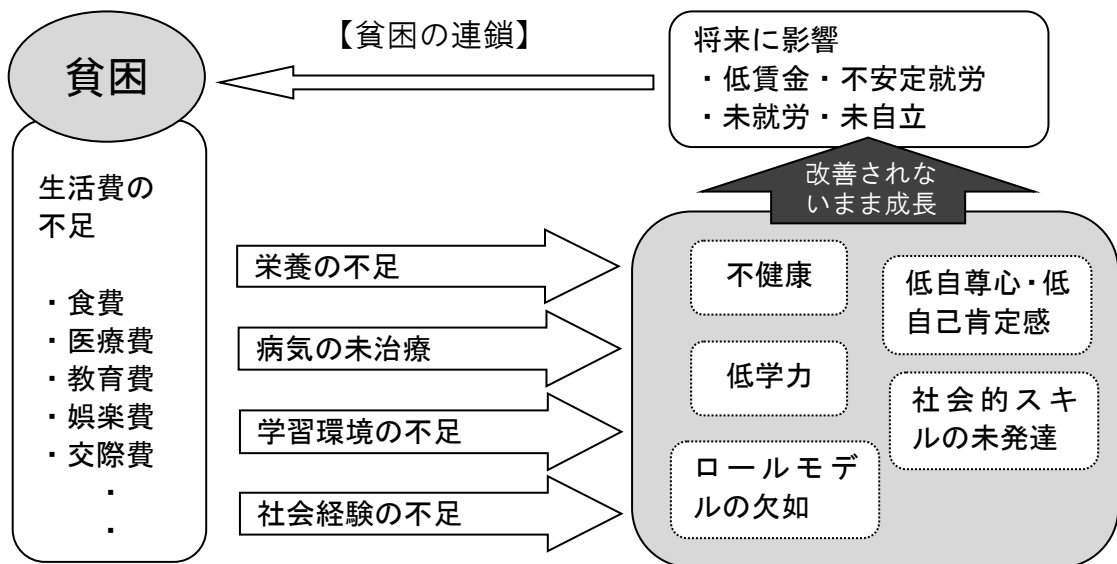 貧困
【貧困の連鎖】
将来に影響
・低賃金・不安定就労
・未就労・未自立
改善されな
いまま成長
生活費の
不足
・食費
・医療費
・教育費
・娯楽費
・交際費
・
・
栄養の不足
病気の未治療
学習環境の不足
社会経験の不足
不健康
低学力
ロールモデ
ルの欠如
低自尊心・低
自己肯定感
社会的スキ
ルの未発達